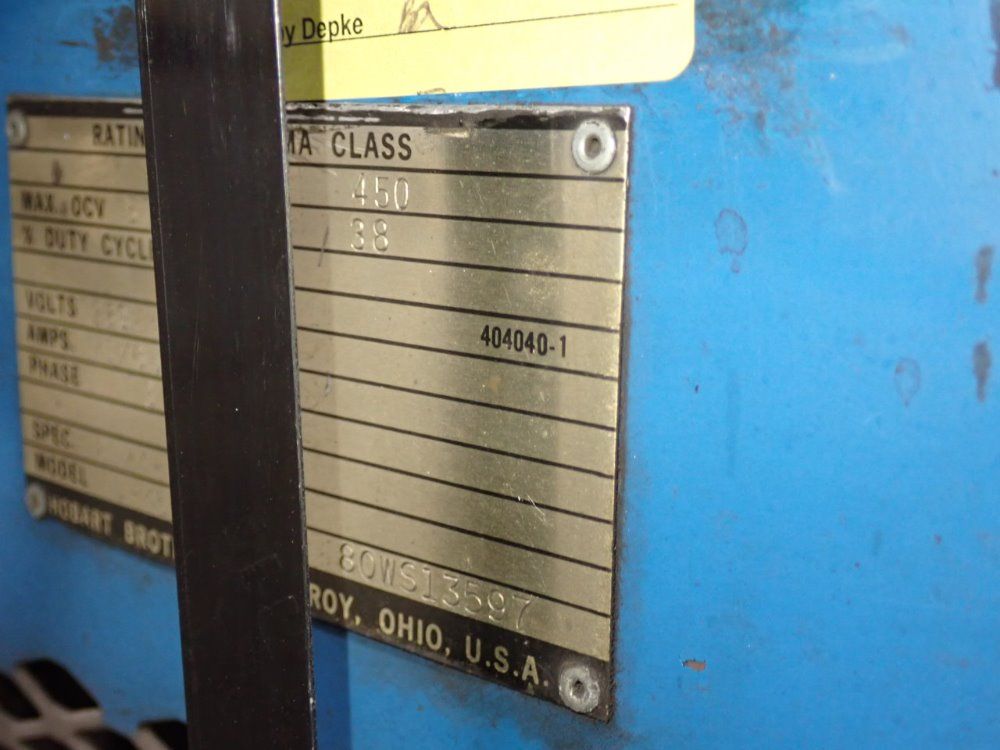 by Depke
RATIN MA CLASS
450
MAX. OCV 38
% DUTY CYCL
VOLTS
404040-1
AMPS.
PHASE
SPEC.
MODEL
80WS13597
HOBART BROT ROY, OHIO, U.S.A.